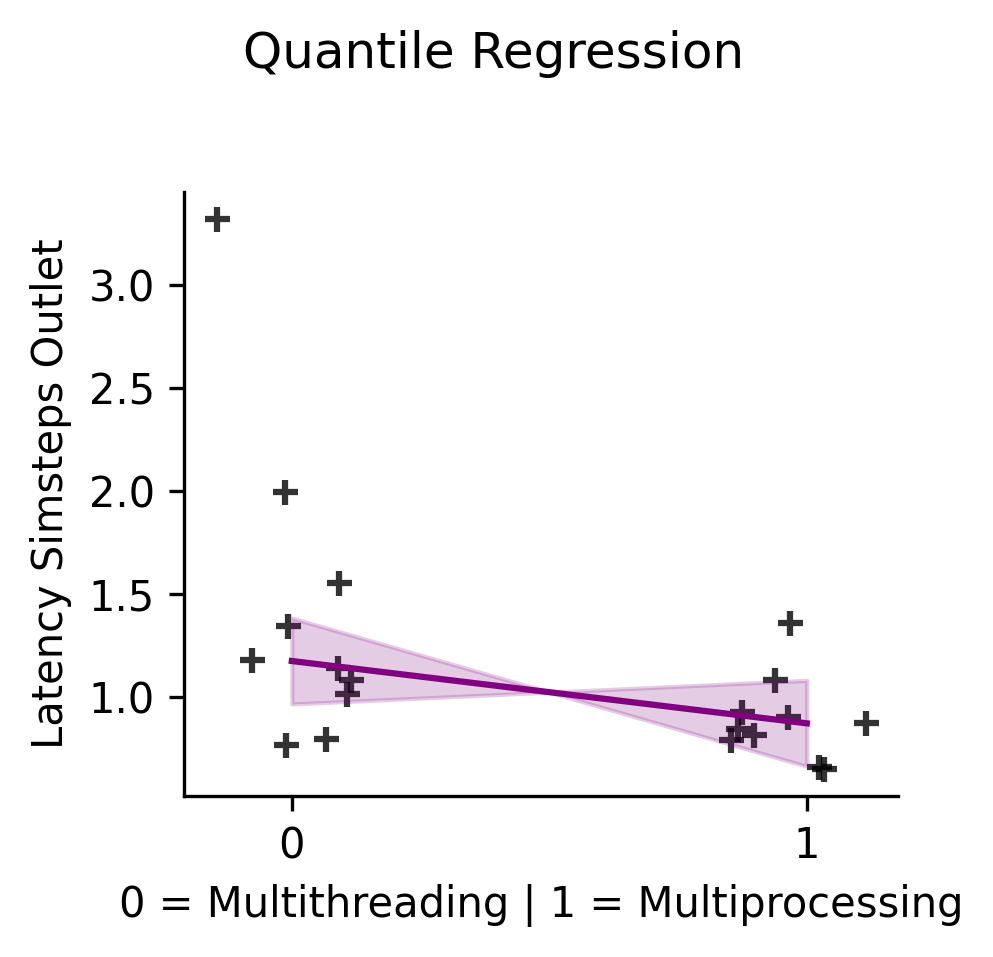 Quantile Regression
Latency Simsteps Outlet
3.0
2.5
2.0
1.5
1.0
0
1
0 = Multithreading | 1 = Multiprocessing